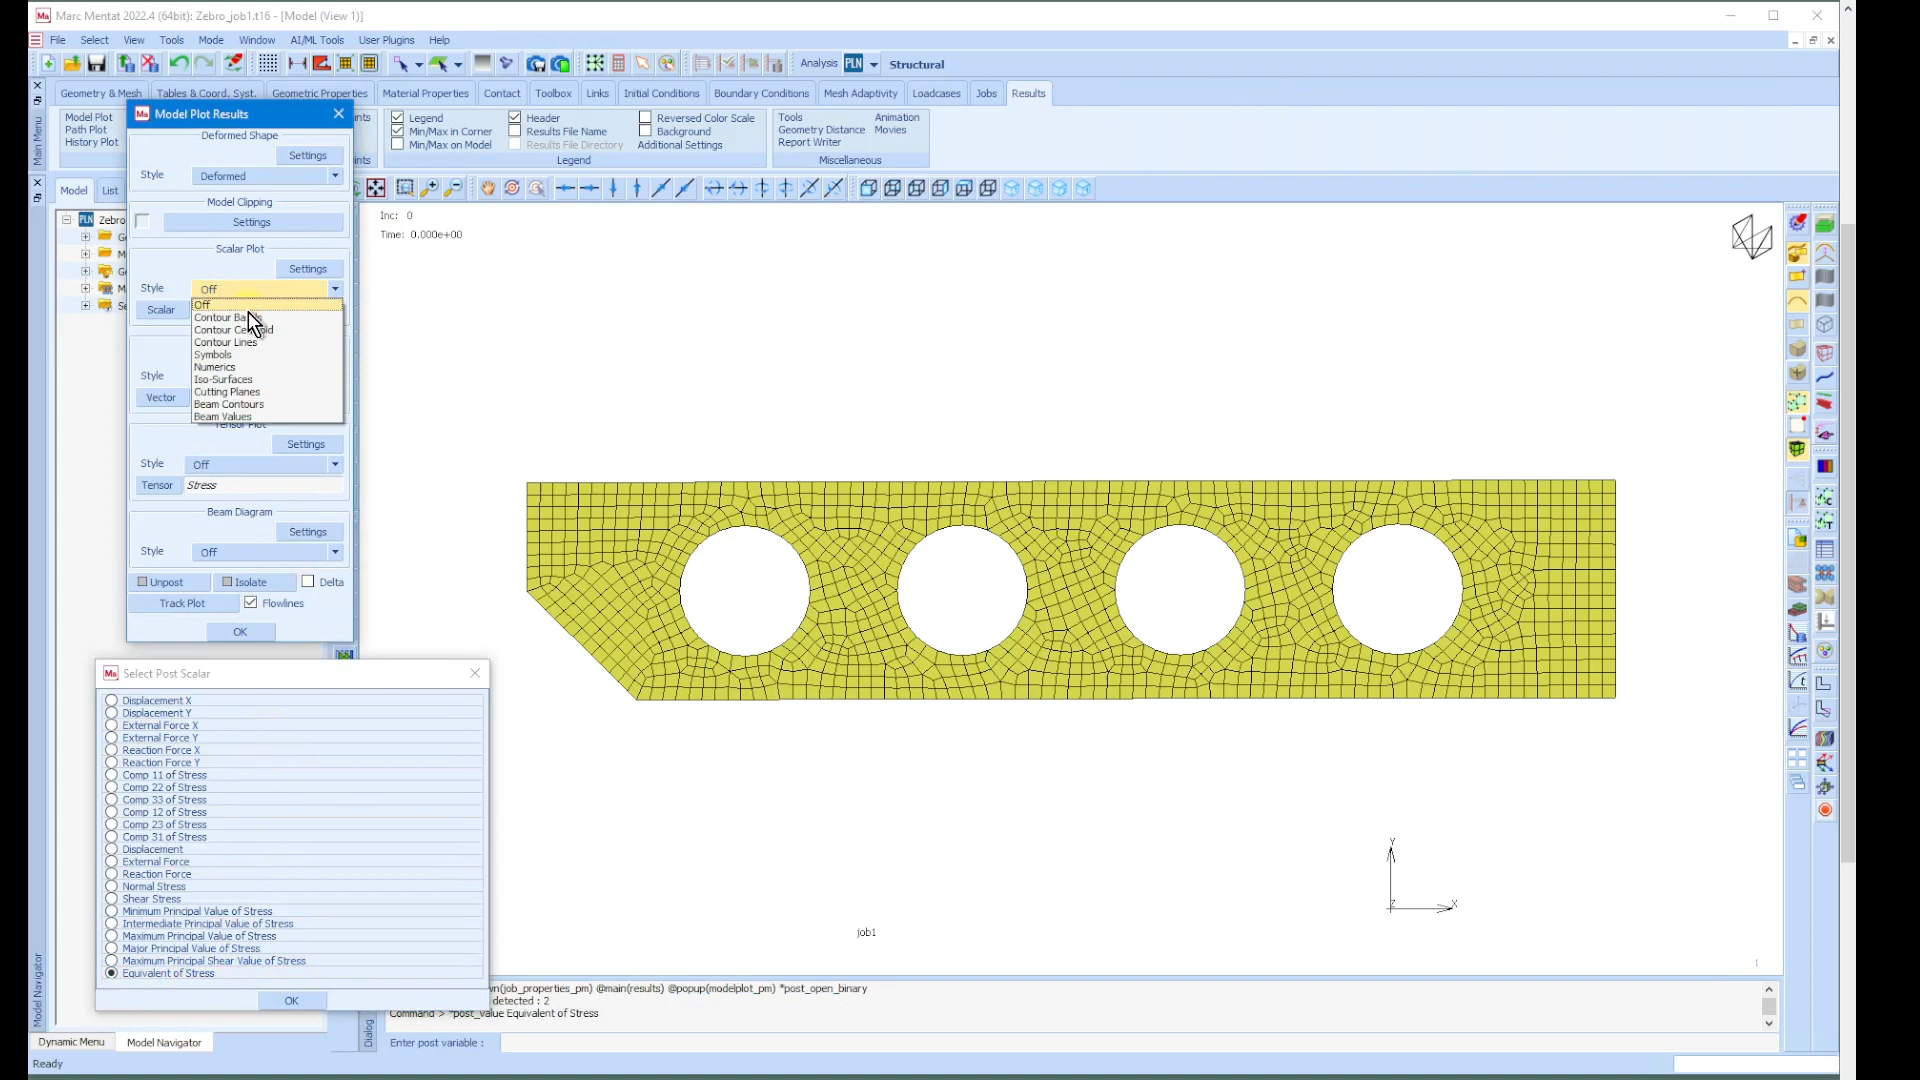 Marc Mentat 2022.4 (64bit): Zebro_job1.t16 - [Model (View 1)]
File Select View Tools Mode Window AI/ML Tools User Plugins Help
Analysis PLN Structural
Geometry & Mesh Tables & Coord. Syst. Geometric Properties Material Properties Contact Toolbox Links Initial Conditions Boundary Conditions Mesh Adaptivity Loadcases Jobs Results
Main Menu
Model Plot
Path Plot
History Plot
Legend Header Reversed Color Scale
Min/Max in Corner Results File Name Background
Min/Max on Model Results File Directory Additional Settings
Legend
Tools Animation
Geometry Distance Movies
Report Writer
Miscellaneous
Model List
PLN Zebro
Model Plot Results
Deformed Shape
Settings
Style Deformed
Model Clipping
Settings
Scalar Plot
Settings
Style Off
Scalar
Off
Contour Lines
Symbols
Numerics
Iso-Surfaces
Cutting Planes
Beam Contours
Beam Values
Style
Vector
Tensor Plot
Settings
Style Off
Tensor Stress
Beam Diagram
Settings
Style Off
Unpost Isolate Delta
Track Plot Flowlines
OK
Select Post Scalar
Displacement X
Displacement Y
External Force X
External Force Y
Reaction Force X
Reaction Force Y
Comp 11 of Stress
Comp 22 of Stress
Comp 33 of Stress
Comp 12 of Stress
Comp 23 of Stress
Comp 31 of Stress
Displacement
External Force
Reaction Force
Normal Stress
Shear Stress
Minimum Principal Value of Stress
Intermediate Principal Value of Stress
Maximum Principal Value of Stress
Major Principal Value of Stress
Maximum Principal Shear Value of Stress
Equivalent of Stress
OK
Inc: 0
Time: 0.000e+00
Y
Z X
job1
1
(job_properties_pm) @main(results) @popup(modelplot_pm) *post_open_binary
detected : 2
Command > *post_value Equivalent of Stress
Dialog
Enter post variable :
Model Navigator
Dynamic Menu Model Navigator
Ready